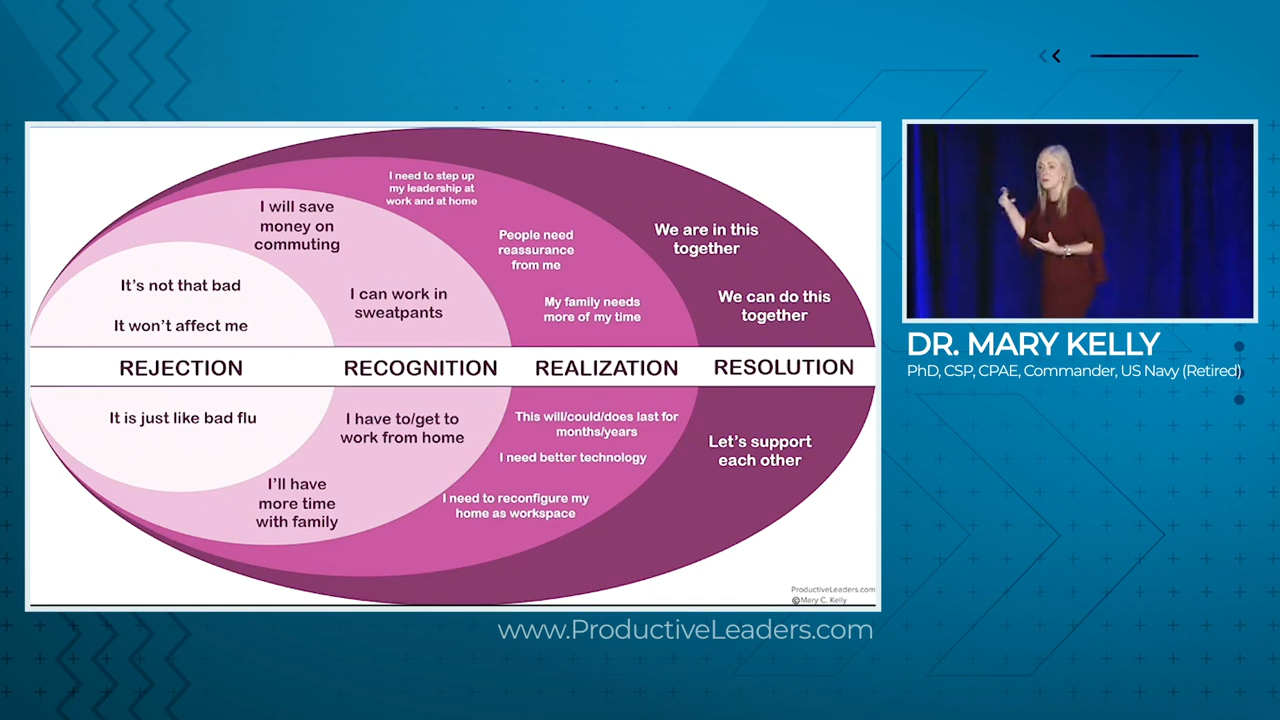 I need to step up
my leadership at
work and at home
I will save
money on
commuting
People need
reassurance
from me
We are in this
together
It's not that bad
I can work in
sweatpants
My family needs
more of my time
We can do this
together
It won't affect me
REJECTION
RECOGNITION
REALIZATION
RESOLUTION
It is just like bad flu
I have to/get to
work from home
This will/could/does last for
months/years
I need better technology
Let's support
each other
I'll have
more time
with family
I need to reconfigure my
home as workspace
ProductiveLeaders.com
©Mary C. Kelly
DR. MARY KELLY
PhD, CSP, CPAE, Commander, US Navy (Retired)
www.ProductiveLeaders.com